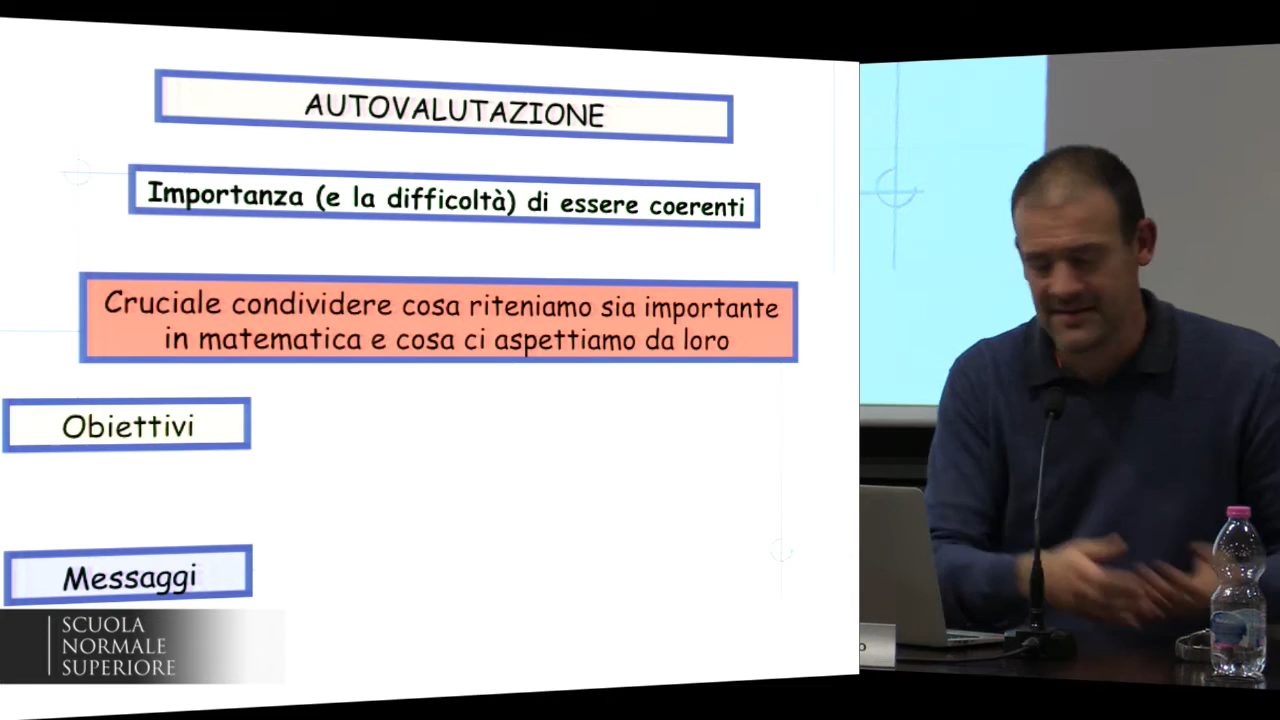 AUTOVALUTAZIONE
Importanza (e la difficoltà) di essere coerenti
Cruciale condividere cosa riteniamo sia importante
in matematica e cosa ci aspettiamo da loro
Obiettivi
Messaggi
SCUOLA
NORMALE
SUPERIORE